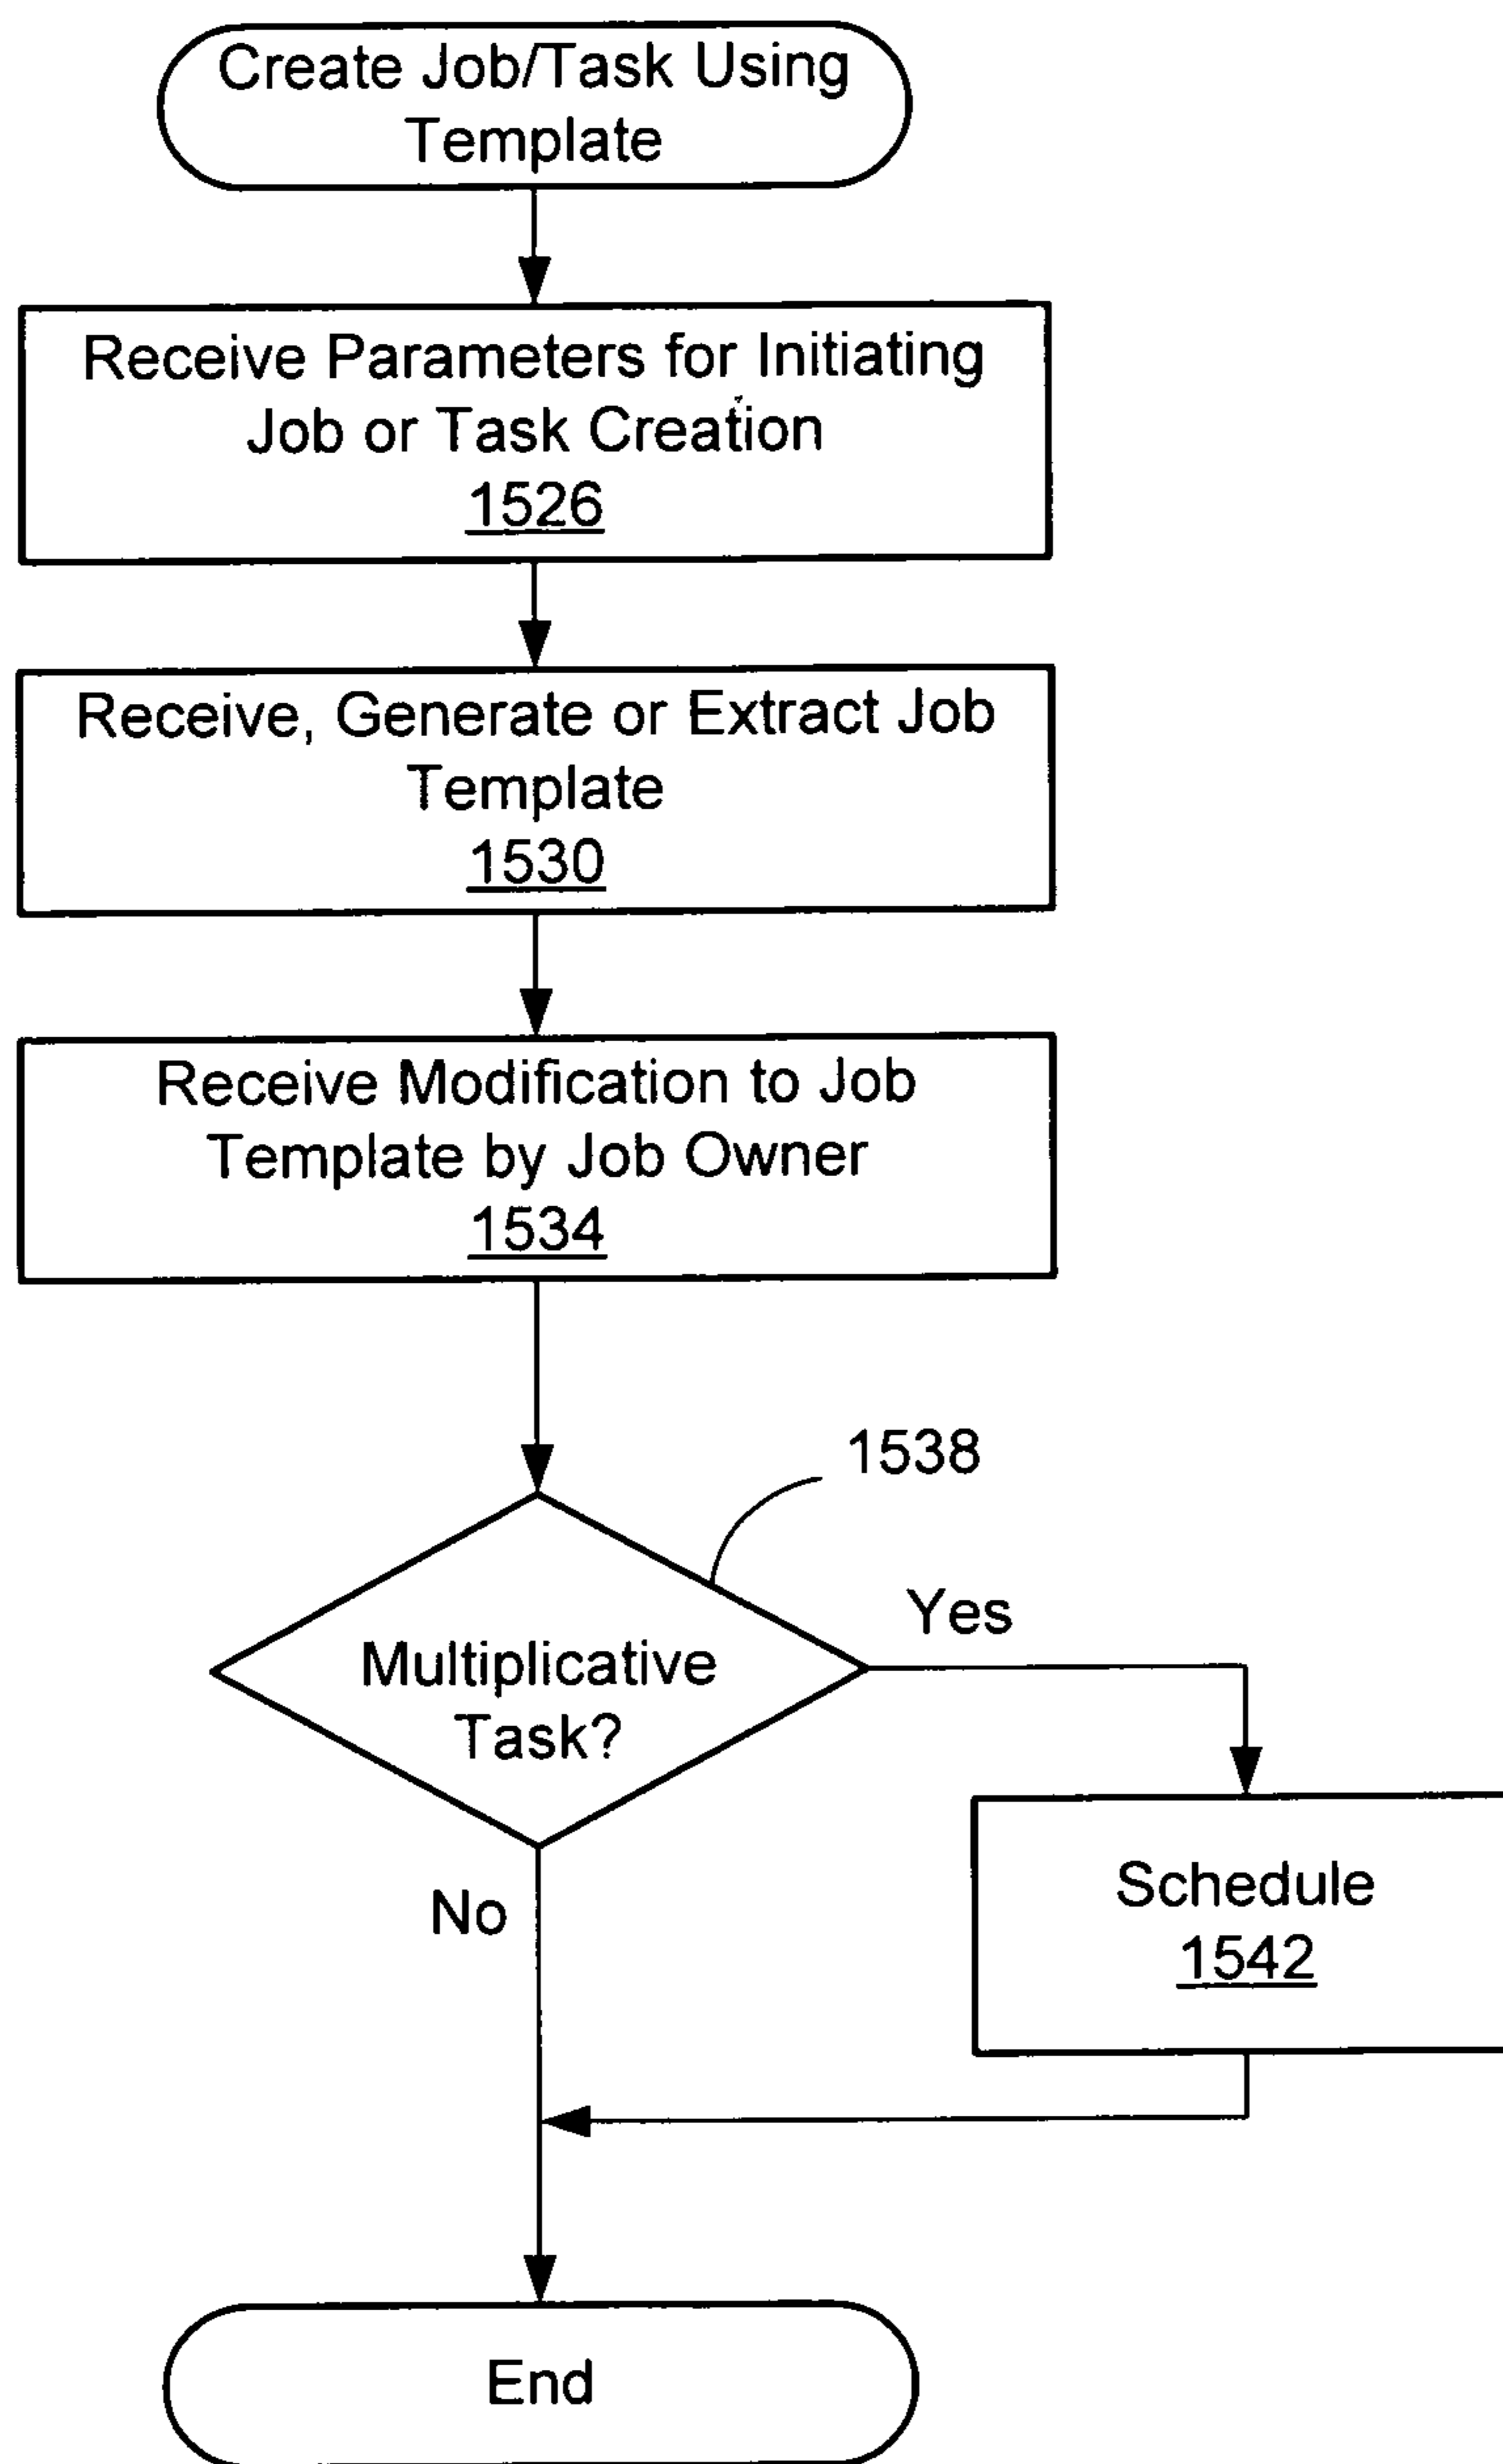 Create Job/Task Using
Template
Receive Parameters for Initiating
Job or Task Creation
1526
Receive, Generate or Extract Job
Template
1530
Receive Modification to Job
Template by Job Owner
1534
1538
Yes
Multiplicative
Task?
Schedule
1542
No
End